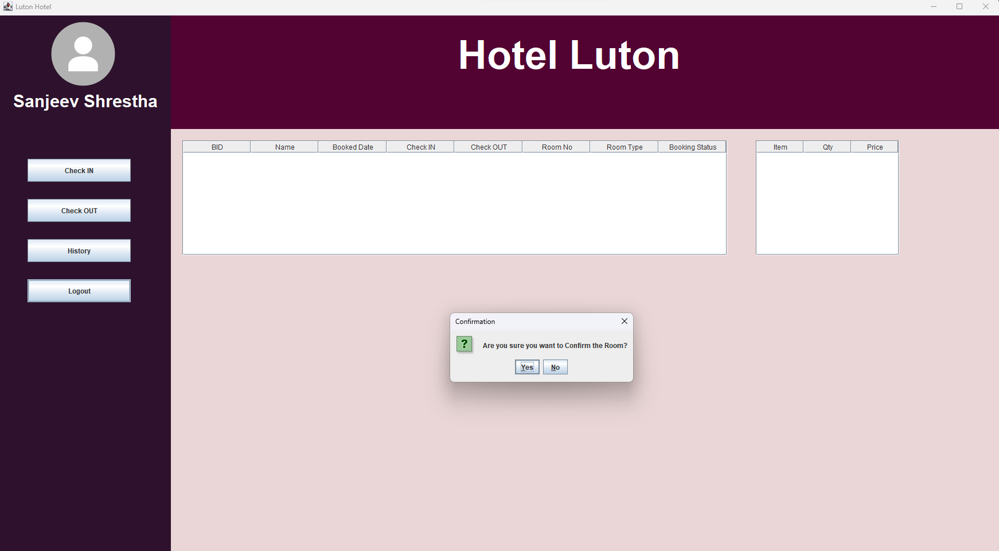 Luton Hotel
Hotel Luton
Sanjeev Shrestha
Check IN
Check OUT
History
Logout
BID Name Booked Date Check IN Check OUT Room No Room Type Booking Status
Item Qty Price
Confirmation
? Are you sure you want to Confirm the Room?
Yes No